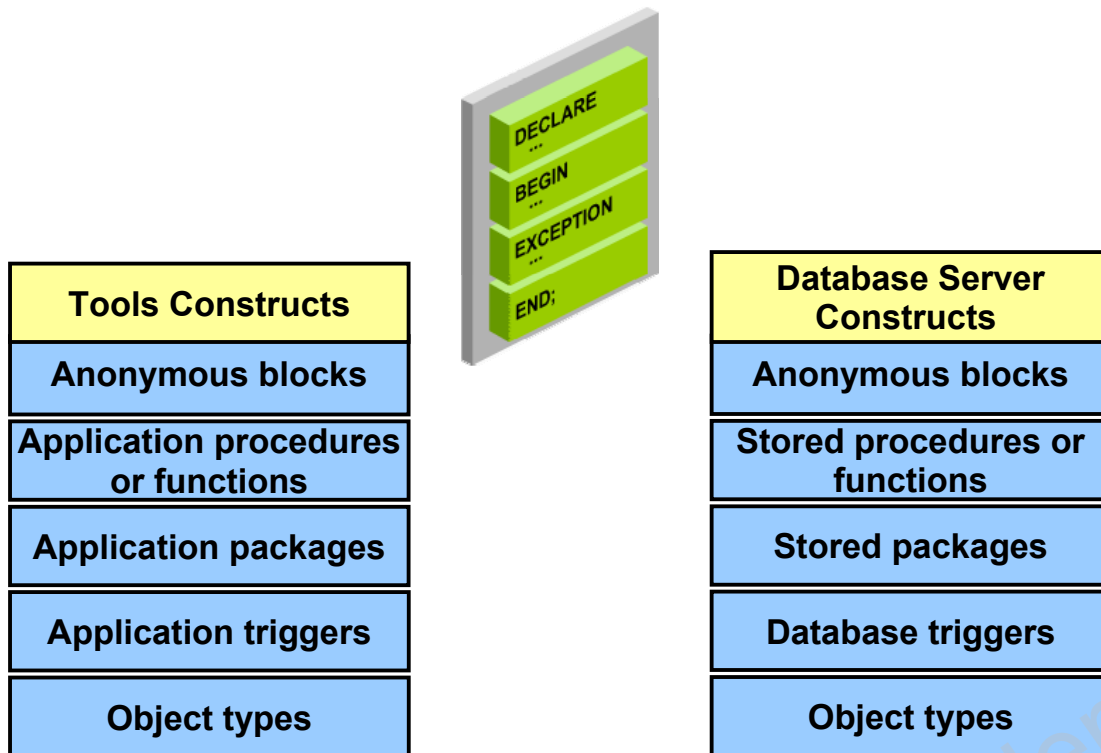 DECLARE
...
BEGIN
...
EXCEPTION
...
END;
Tools Constructs
Anonymous blocks
Application procedures
or functions
Application packages
Application triggers
Object types
Database Server
Constructs
Anonymous blocks
Stored procedures or
functions
Stored packages
Database triggers
Object types